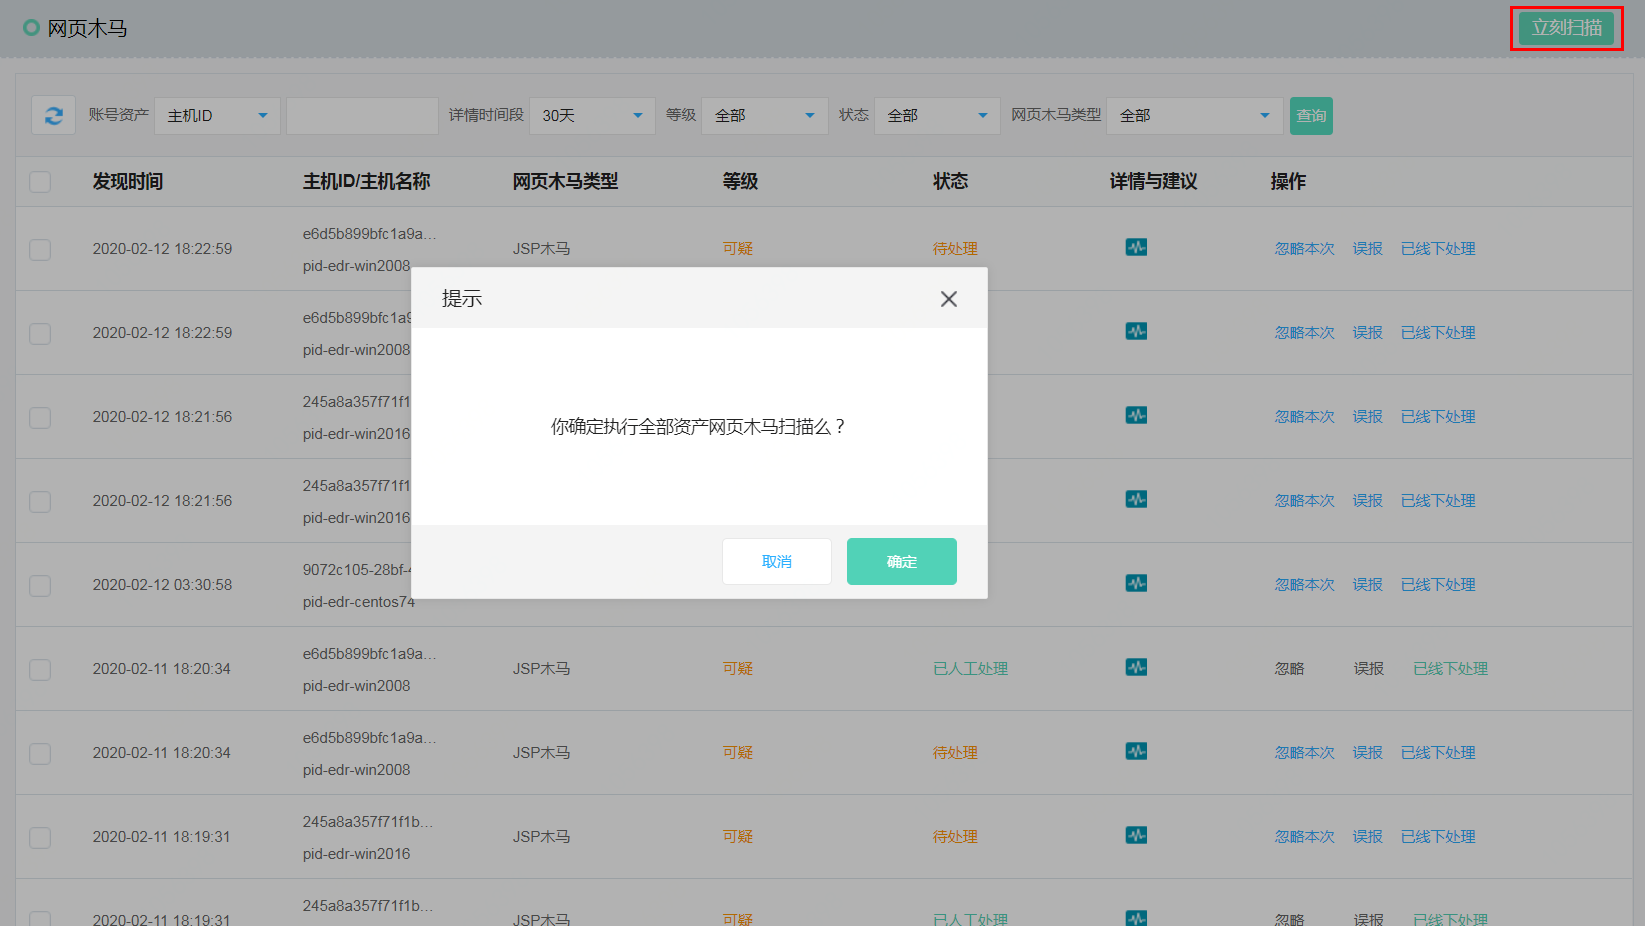 网页木马
立刻扫描
账号资产 主机ID 详情时间段 30天 等级 全部 状态 全部 网页木马类型 全部 查询
发现时间 主机ID/主机名称 网页木马类型 等级 状态 详情与建议 操作
e6d5b899bfc1a9a...
2020-02-12 18:22:59 JSP木马 可疑 待处理 忽略本次 误报 已线下处理
pid-edr-win2008
e6d5b899bfc1a9
2020-02-12 18:22:59 忽略本次 误报 已线下处理
pid-edr-win2008
245a8a357f71f1
2020-02-12 18:21:56 忽略本次 误报 已线下处理
pid-edr-win2016
245a8a357f71f1
2020-02-12 18:21:56 忽略本次 误报 已线下处理
pid-edr-win2016
9072c105-28bf-4
2020-02-12 03:30:58 忽略本次 误报 已线下处理
pid-edr-centos74
提示
你确定执行全部资产网页木马扫描么？
取消 确定
e6d5b899bfc1a9a...
2020-02-11 18:20:34 JSP木马 可疑 已人工处理 忽略 误报 已线下处理
pid-edr-win2008
e6d5b899bfc1a9a...
2020-02-11 18:20:34 JSP木马 可疑 待处理 忽略本次 误报 已线下处理
pid-edr-win2008
245a8a357f71f1b...
2020-02-11 18:19:31 JSP木马 可疑 待处理 忽略本次 误报 已线下处理
pid-edr-win2016
245a8a357f71f1b...
2020-02-11 18:19:31 JSP木马 可疑 已人工处理 忽略 误报 已线下处理